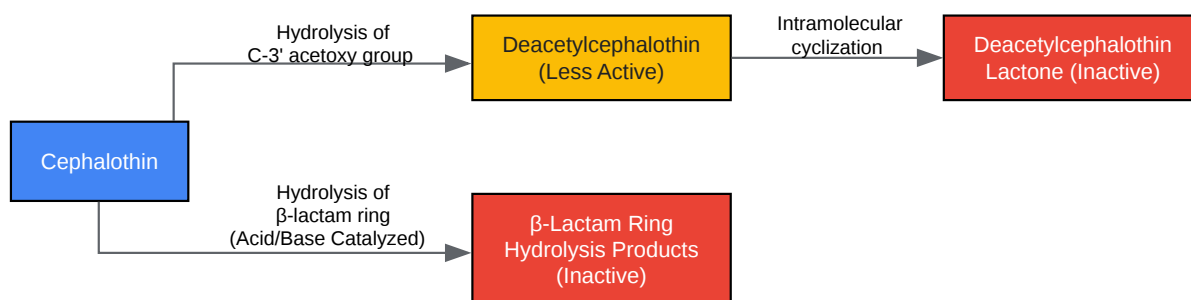 Hydrolysis of
C-3' acetoxy group
Deacetylcephalothin
(Less Active)
Intramolecular
cyclization
Deacetylcephalothin
Lactone (Inactive)
Cephalothin
Hydrolysis of
β-lactam ring
(Acid/Base Catalyzed)
β-Lactam Ring
Hydrolysis Products
(Inactive)